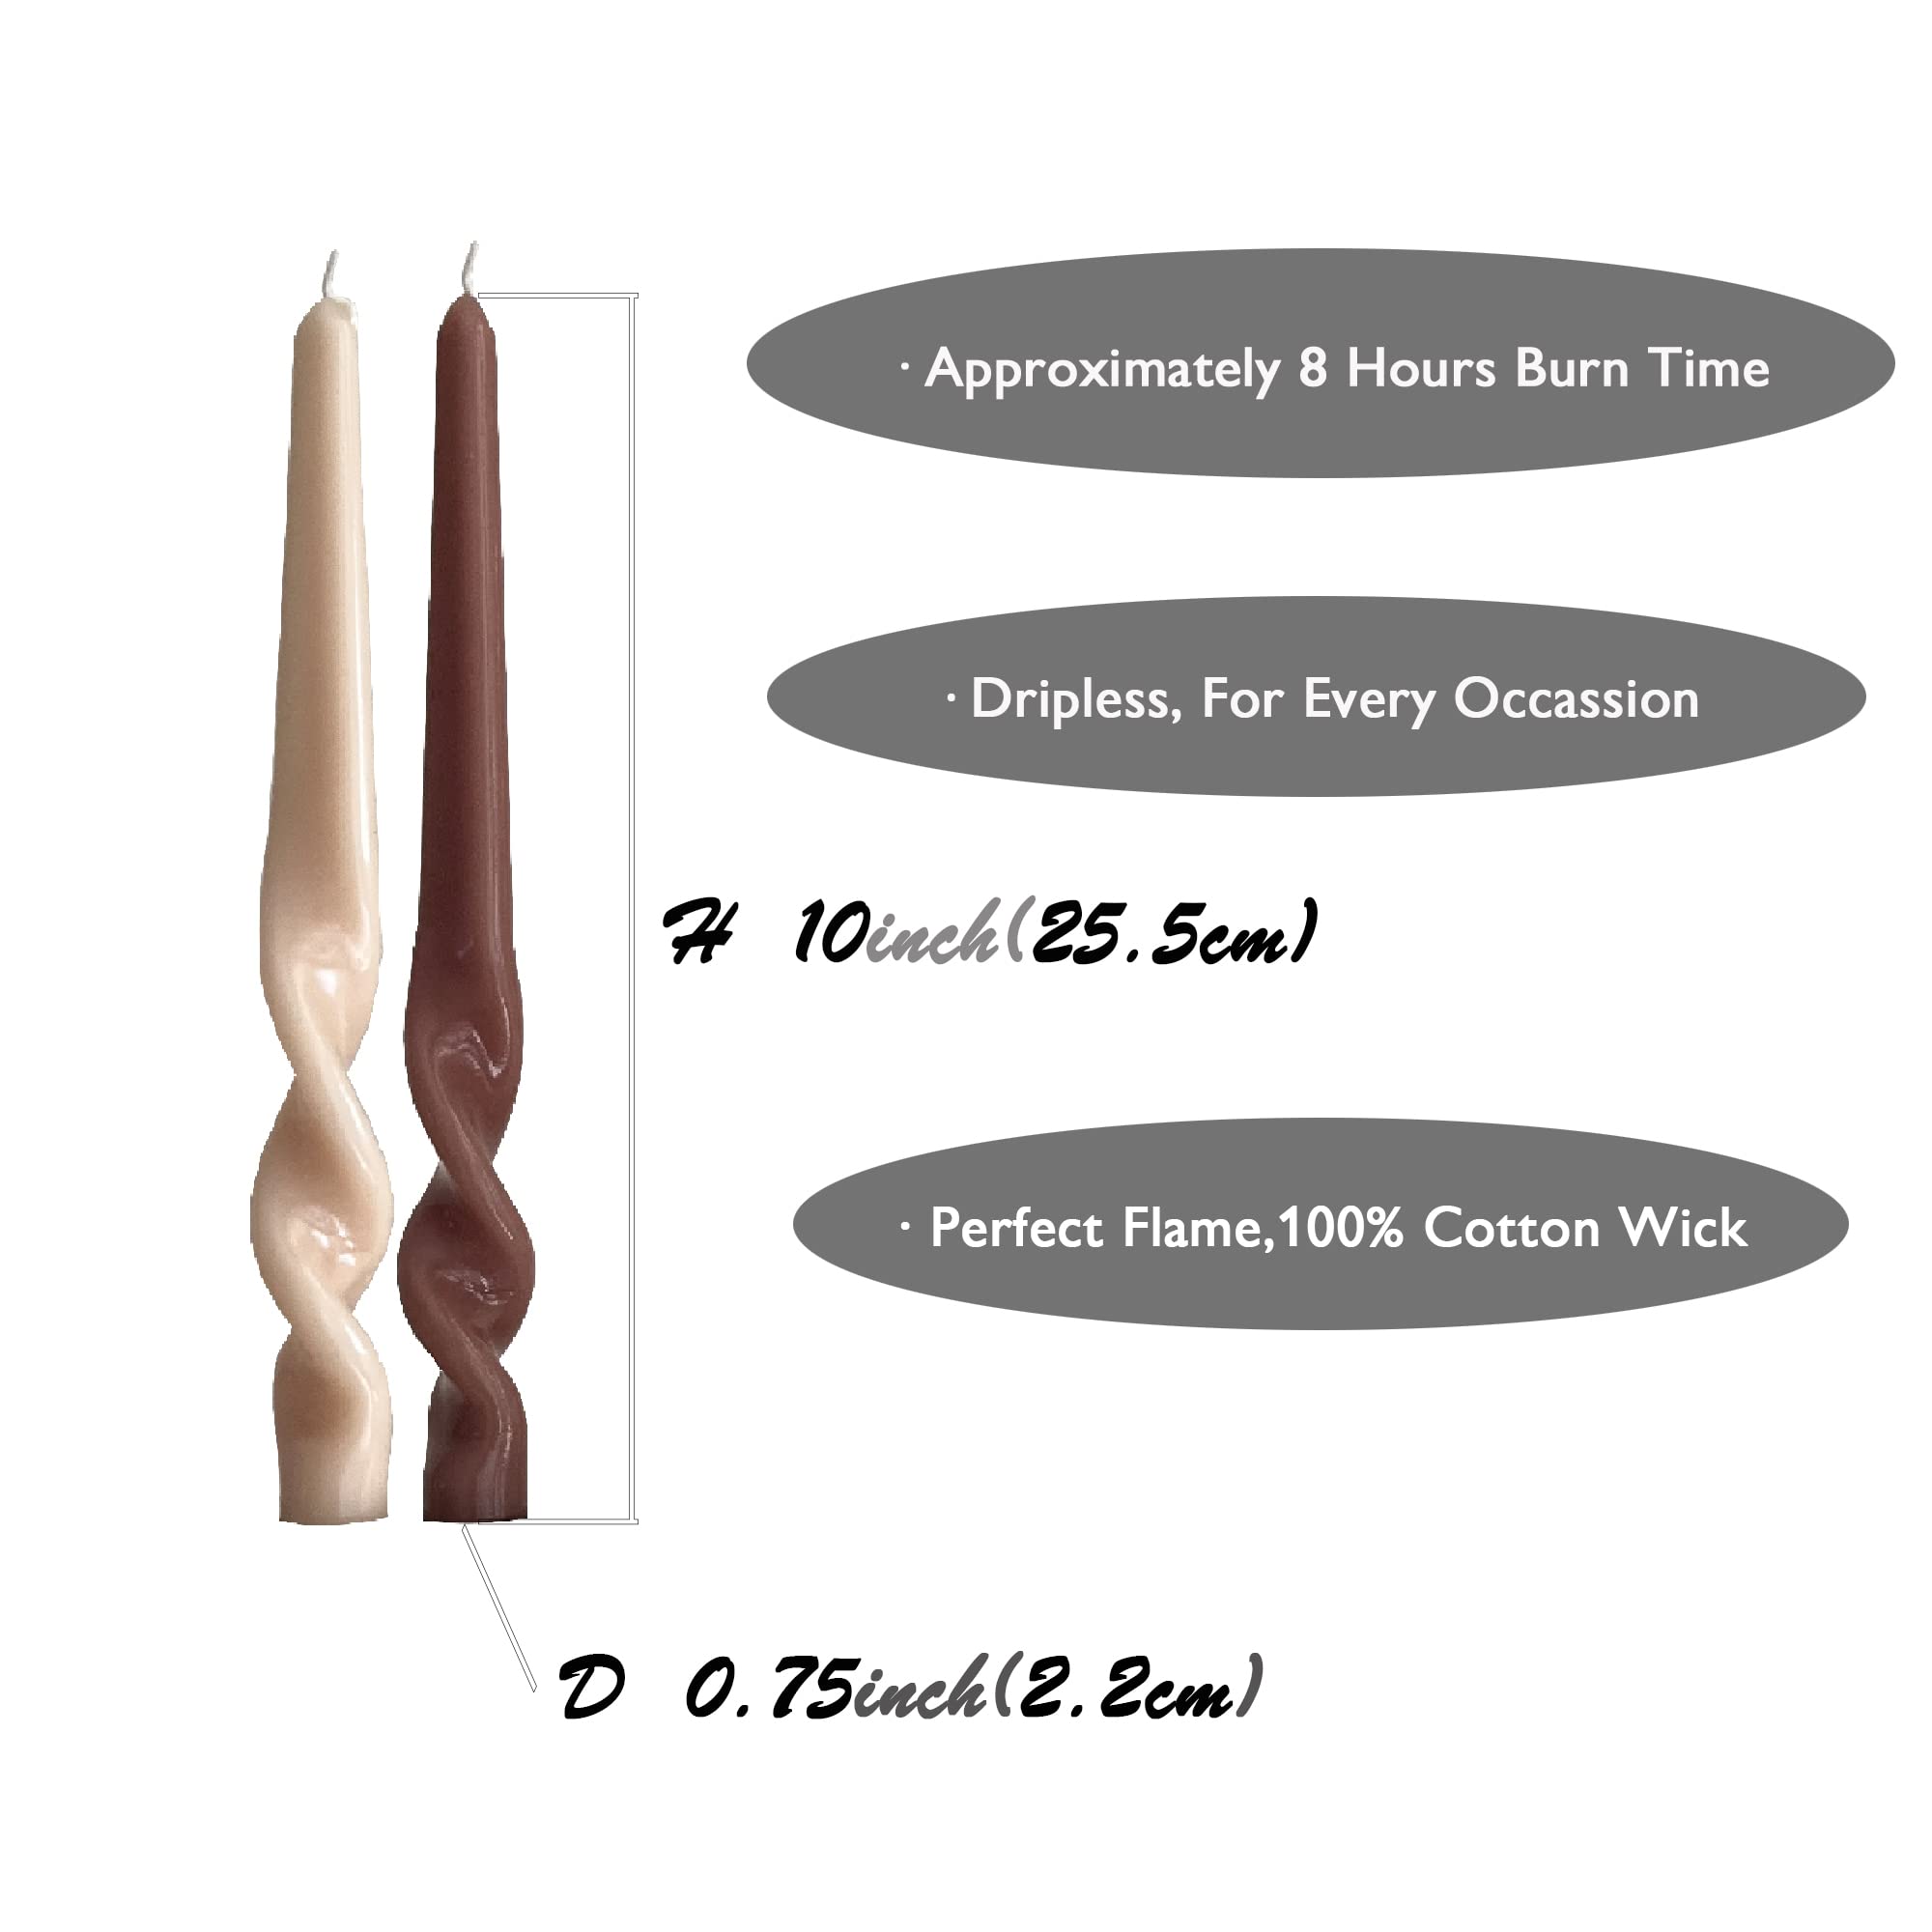 · Approximately 8 Hours Burn Time
· Dripless, For Every Occassion
H 10inch(25.5cm)
· Perfect Flame,100% Cotton Wick
D 0.75inch(2.2cm)